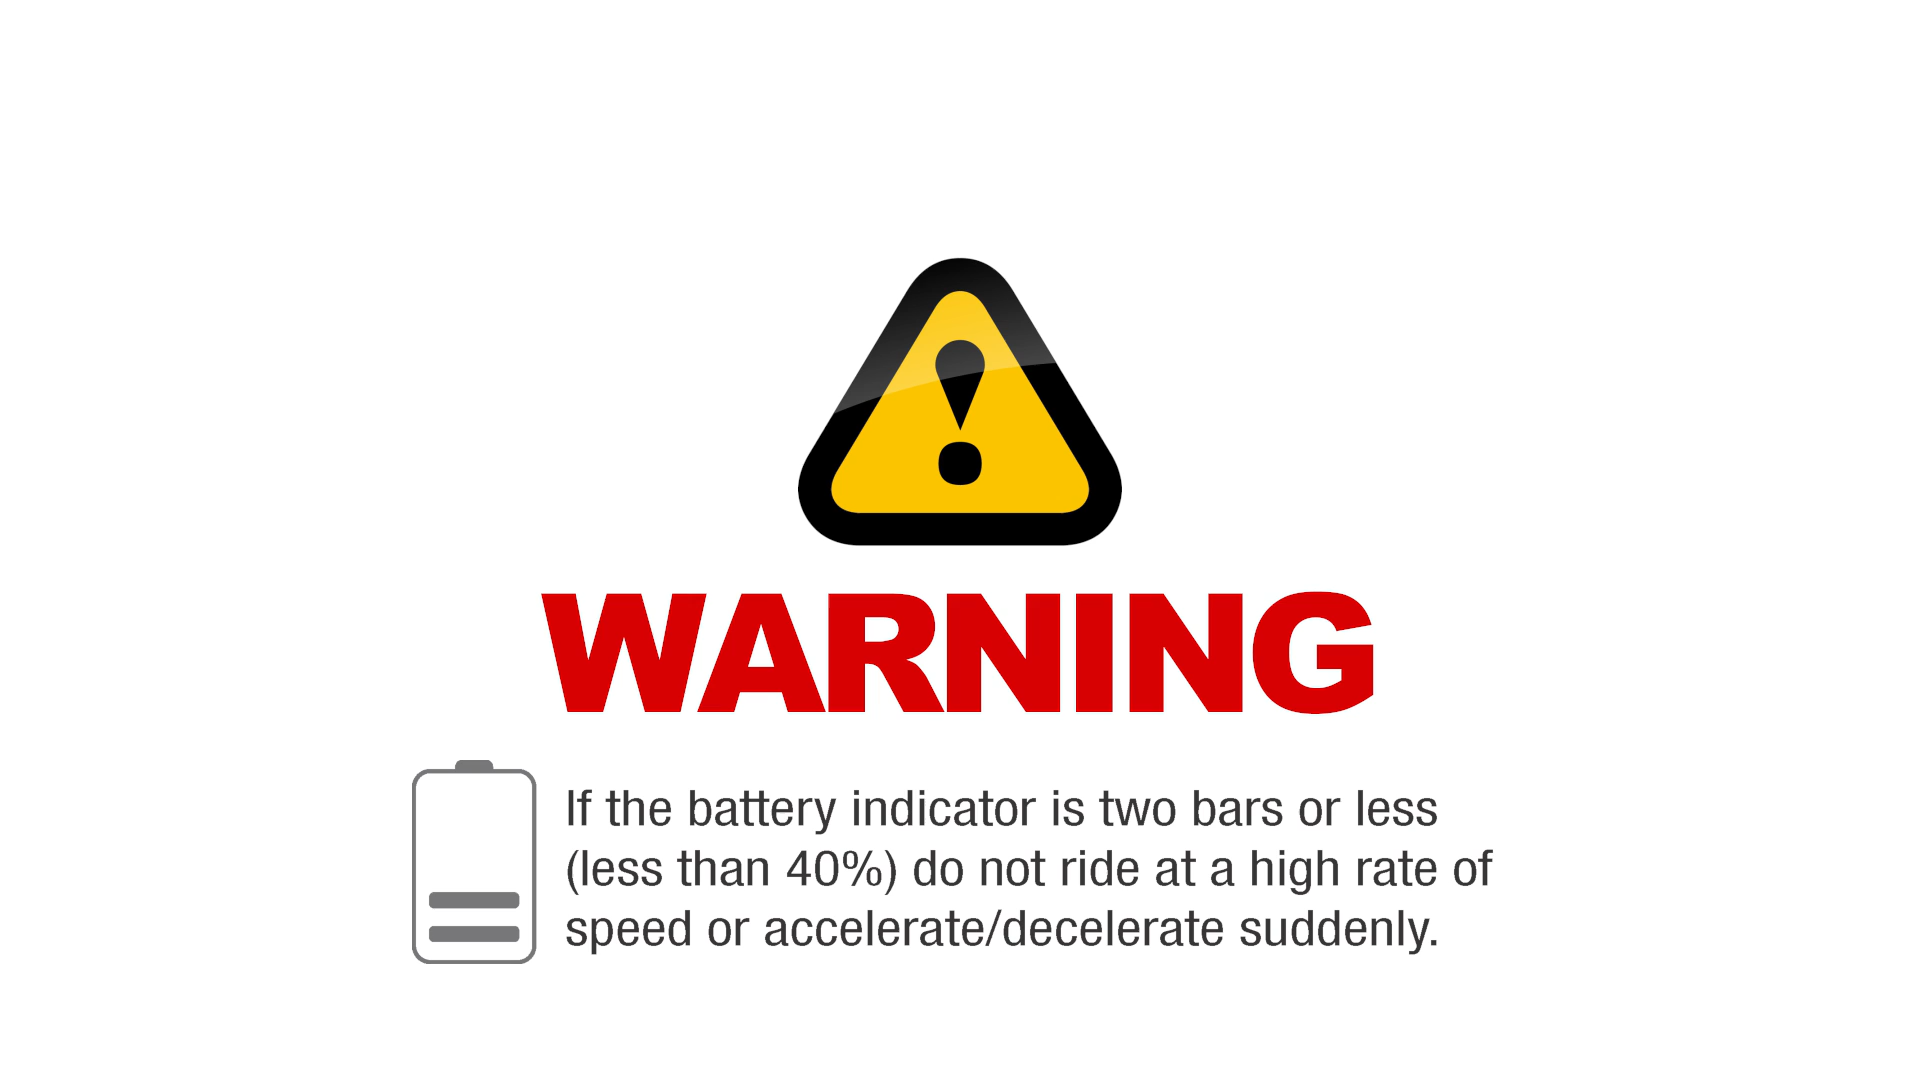 WARNING
If the battery indicator is two bars or less
(less than 40%) do not ride at a high rate of
speed or accelerate/decelerate suddenly.